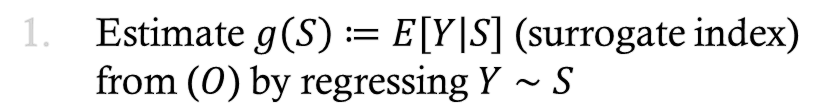 1. Estimate g(S) ≔ E[Y|S] (surrogate index)
from (O) by regressing Y ~ S